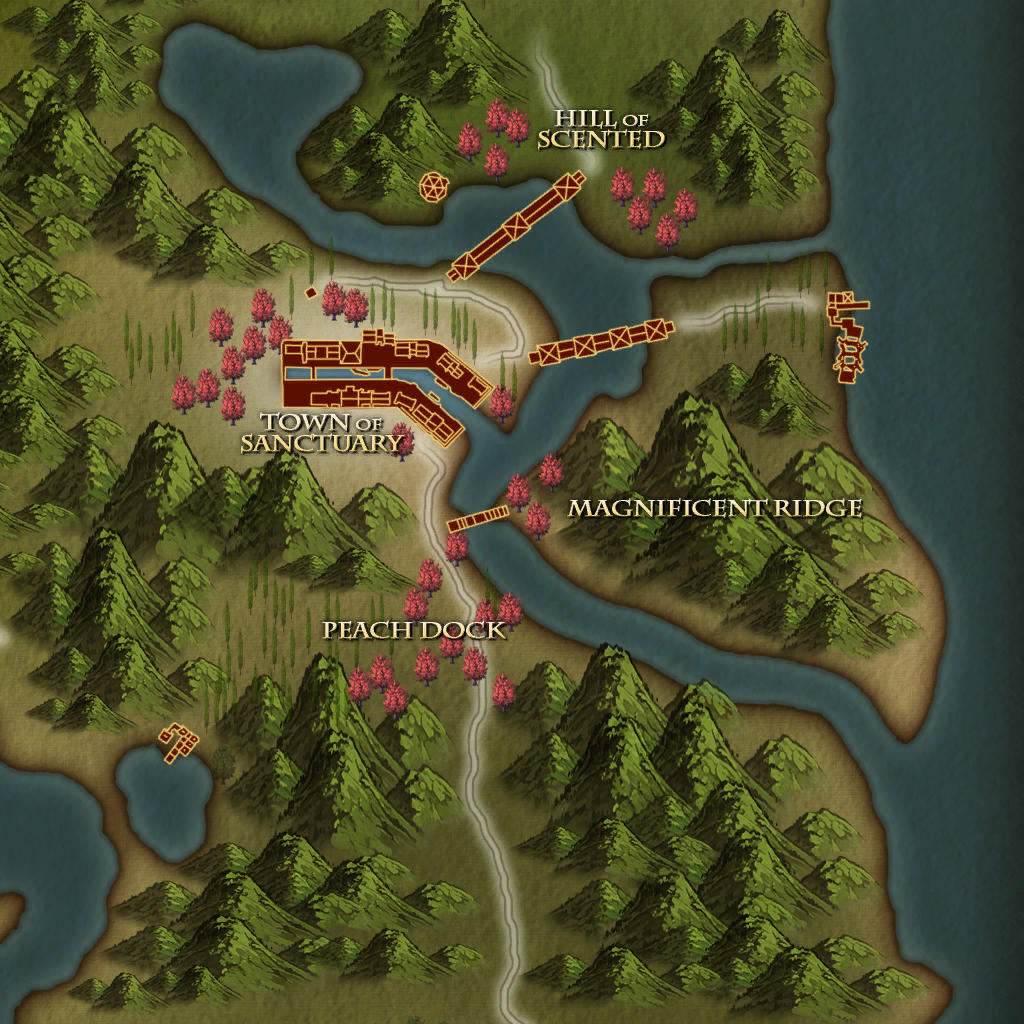 HILL OF
SCENTED
TOWN OF
SANCTUARY
MAGNIFICENT RIDGE
PEACH DOCK